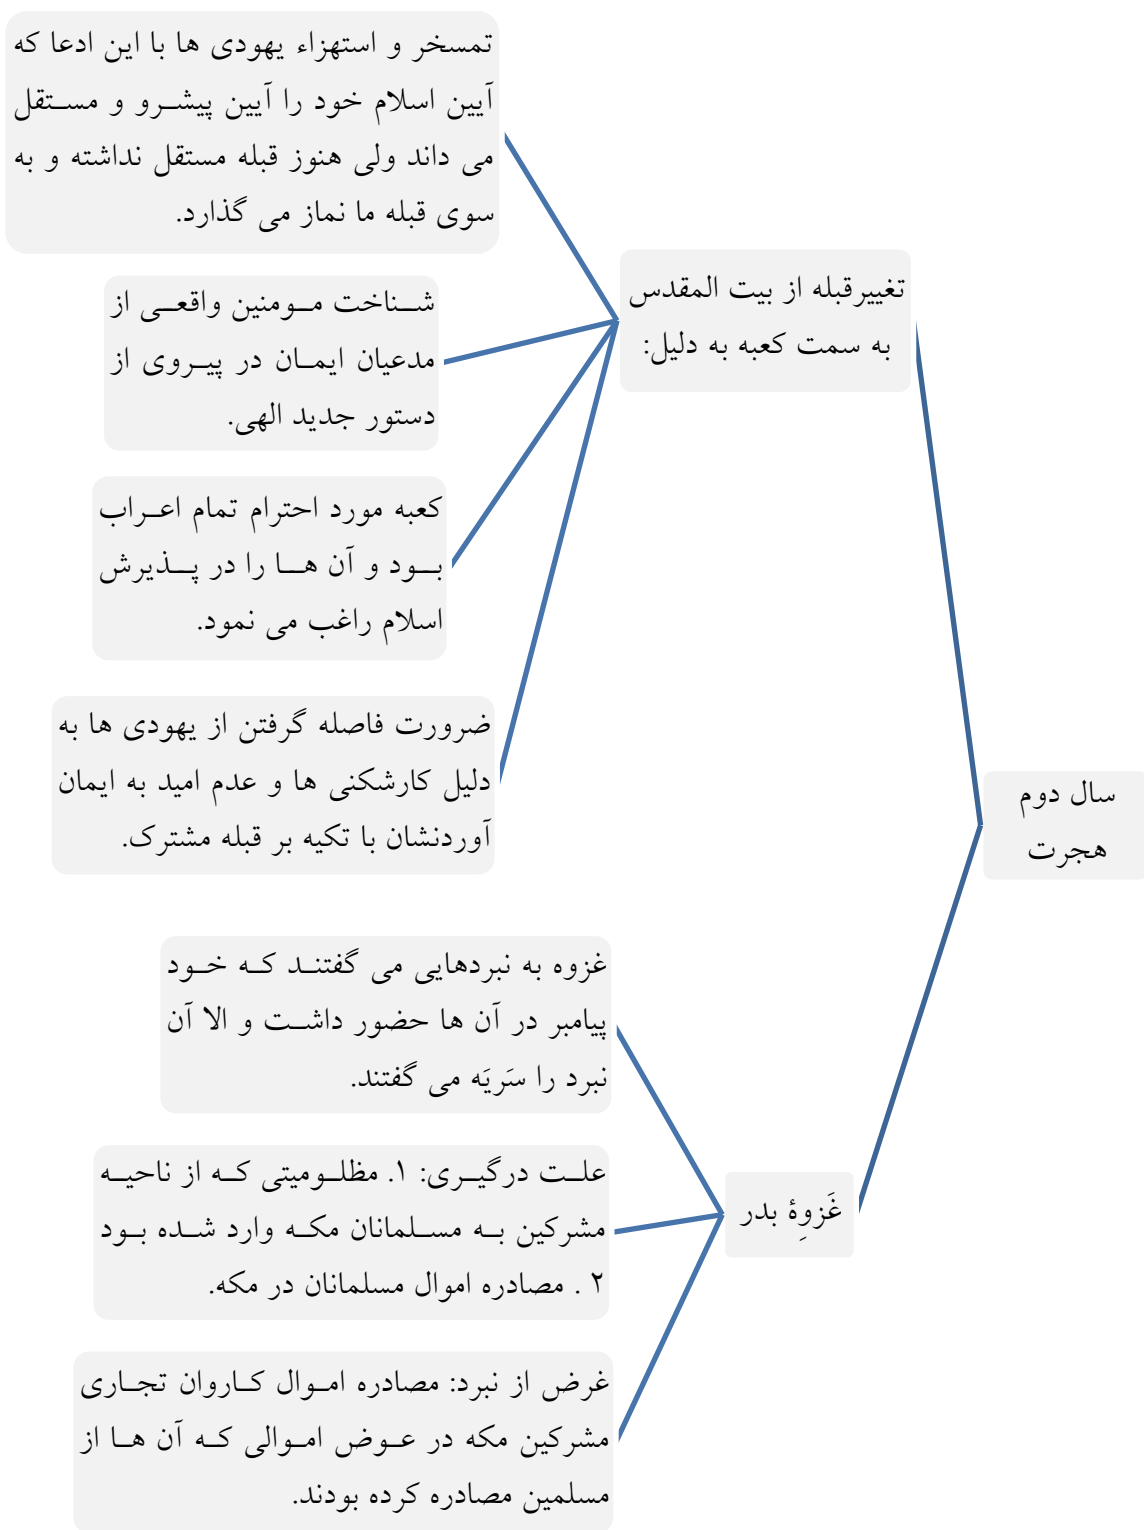 سال دوم
هجرت
تغییرقبله از بیت المقدس
به سمت کعبه به دلیل:
تمسخر و استهزاء یهودی ها با این ادعا که
آیین اسلام خود را آیین پیشرو و مستقل
می داند ولی هنوز قبله مستقل نداشته و به
سوی قبله ما نماز می گذارد.
شناخت مومنین واقعی از
مدعیان ایمان در پیروی از
دستور جدید الهی.
کعبه مورد احترام تمام اعراب
بود و آن ها را در پذیرش
اسلام راغب می نمود.
ضرورت فاصله گرفتن از یهودی ها به
دلیل کارشکنی ها و عدم امید به ایمان
آوردنشان با تکیه بر قبله مشترک.
غَزوِۀ بدر
غزوه به نبردهایی می گفتند که خود
پیامبر در آن ها حضور داشت و الا آن
نبرد را سَریَه می گفتند.
علت درگیری: ۱. مظلومیتی که از ناحیه
مشرکین به مسلمانان مکه وارد شده بود
۲ . مصادره اموال مسلمانان در مکه.
غرض از نبرد: مصادره اموال کاروان تجاری
مشرکین مکه در عوض اموالی که آن ها از
مسلمین مصادره کرده بودند.